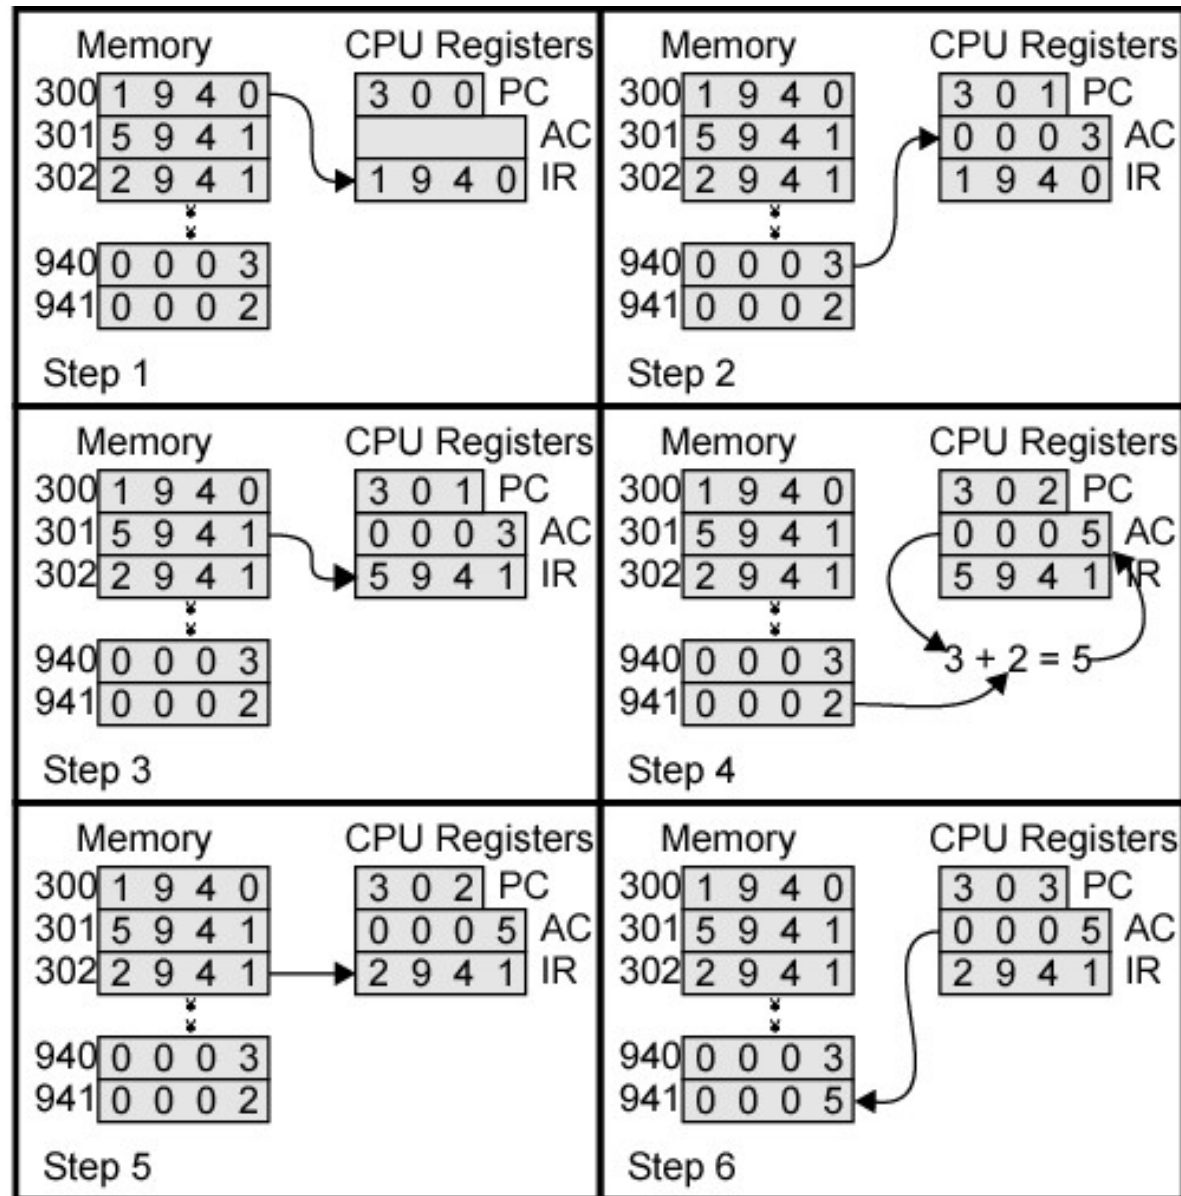 Memory CPU Registers
300 1 9 4 0 3 0 0 PC
301 5 9 4 1 AC
302 2 9 4 1 1 9 4 0 IR
940 0 0 0 3
941 0 0 0 2
Step 1
Memory CPU Registers
300 1 9 4 0 3 0 1 PC
301 5 9 4 1 0 0 0 3 AC
302 2 9 4 1 1 9 4 0 IR
940 0 0 0 3
941 0 0 0 2
Step 2
Memory CPU Registers
300 1 9 4 0 3 0 1 PC
301 5 9 4 1 0 0 0 3 AC
302 2 9 4 1 5 9 4 1 IR
940 0 0 0 3
941 0 0 0 2
Step 3
Memory CPU Registers
300 1 9 4 0 3 0 2 PC
301 5 9 4 1 0 0 0 5 AC
302 2 9 4 1 5 9 4 1 IR
940 0 0 0 3 3 + 2 = 5
941 0 0 0 2
Step 4
Memory CPU Registers
300 1 9 4 0 3 0 2 PC
301 5 9 4 1 0 0 0 5 AC
302 2 9 4 1 2 9 4 1 IR
940 0 0 0 3
941 0 0 0 2
Step 5
Memory CPU Registers
300 1 9 4 0 3 0 3 PC
301 5 9 4 1 0 0 0 5 AC
302 2 9 4 1 2 9 4 1 IR
940 0 0 0 3
941 0 0 0 5
Step 6